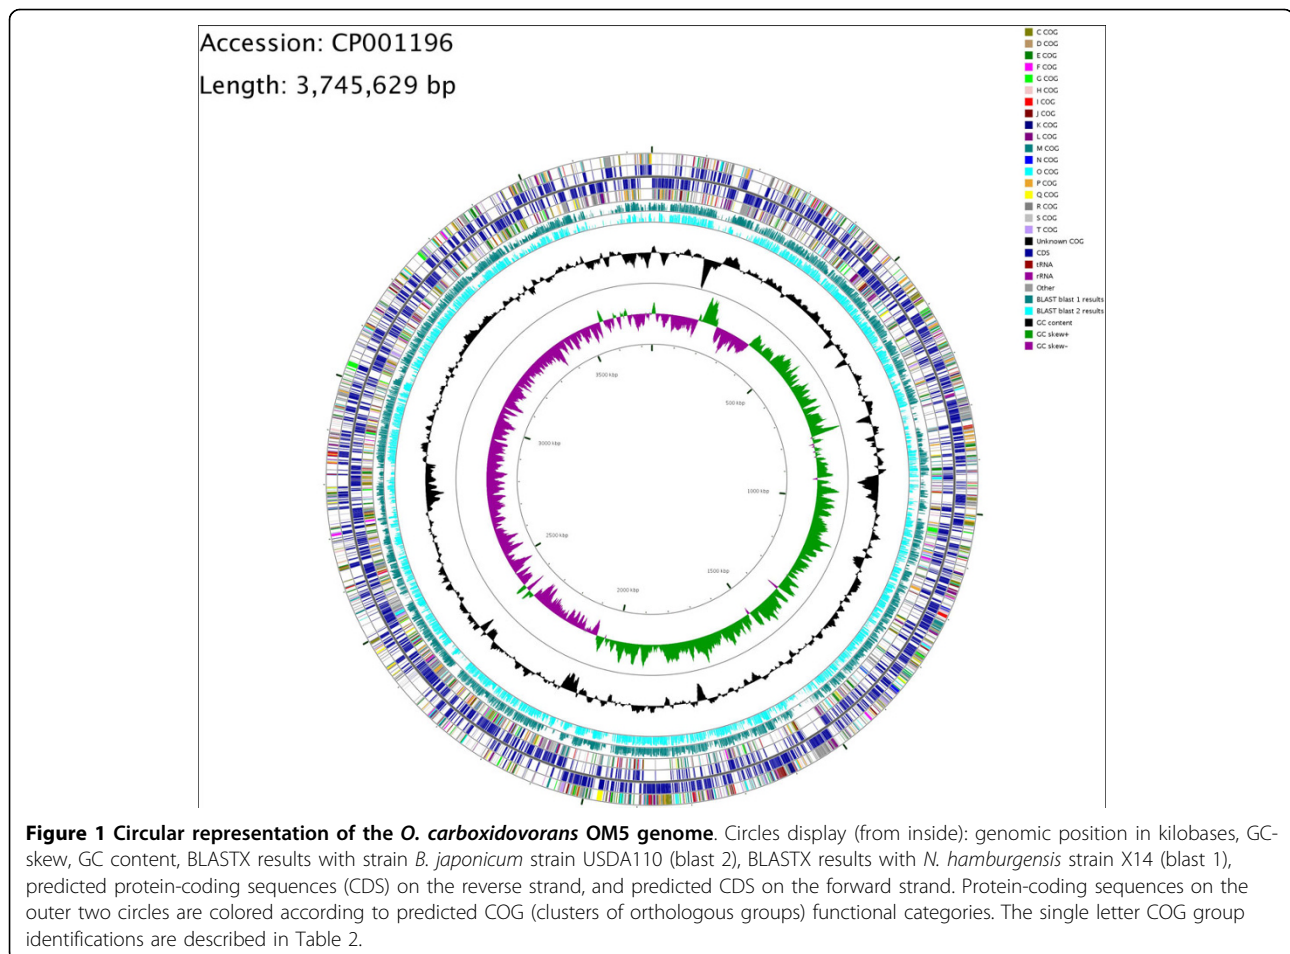 Accession: CP001196
Length: 3,745,629 bp
C COG
D COG
E COG
F COG
G COG
H COG
I COG
J COG
K COG
L COG
M COG
N COG
O COG
P COG
Q COG
R COG
S COG
T COG
Unknown COG
CDS
tRNA
rRNA
Other
BLAST blast 1 results
BLAST blast 2 results
GC content
GC skew+
GC skew-
3500 kbp
500 kbp
3000 kbp
1000 kbp
2500 kbp
1500 kbp
2000 kbp
Figure 1 Circular representation of the O. carboxidovorans OM5 genome. Circles display (from inside): genomic position in kilobases, GC-
skew, GC content, BLASTX results with strain B. japonicum strain USDA110 (blast 2), BLASTX results with N. hamburgensis strain X14 (blast 1),
predicted protein-coding sequences (CDS) on the reverse strand, and predicted CDS on the forward strand. Protein-coding sequences on the
outer two circles are colored according to predicted COG (clusters of orthologous groups) functional categories. The single letter COG group
identifications are described in Table 2.